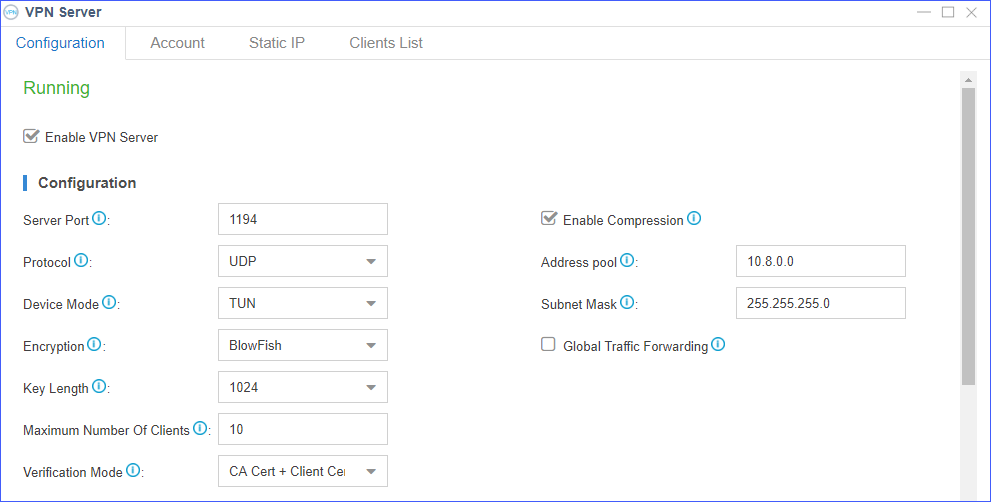 VPN VPN Server
Configuration Account Static IP Clients List
Running
Enable VPN Server
Configuration
Server Port : 1194 Enable Compression
Protocol : UDP Address pool : 10.8.0.0
Device Mode : TUN Subnet Mask : 255.255.255.0
Encryption : BlowFish Global Traffic Forwarding
Key Length : 1024
Maximum Number Of Clients : 10
Verification Mode : CA Cert + Client Cer